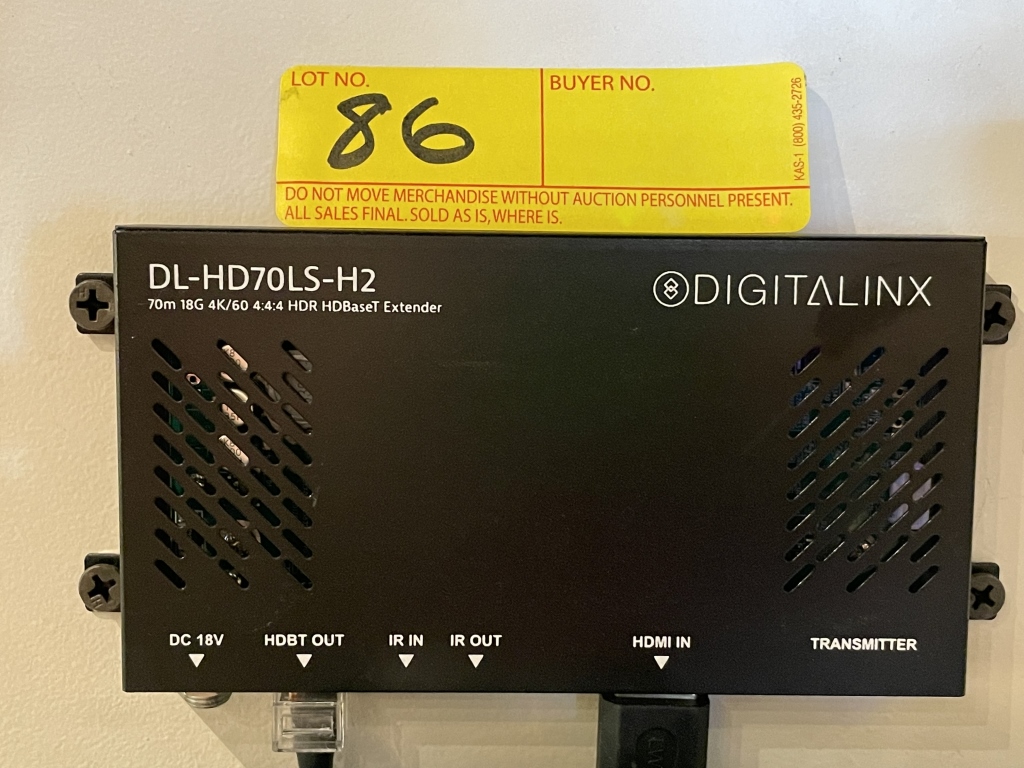 LOT NO.
BUYER NO.
86
KAS-1 (800) 435-2726
DO NOT MOVE MERCHANDISE WITHOUT AUCTION PERSONNEL PRESENT.
ALL SALES FINAL. SOLD AS IS, WHERE IS.
DL-HD70LS-H2
70m 18G 4K/60 4:4:4 HDR HDBaseT Extender
DIGITALINX
DC 18V
HDBT OUT
IR IN
IR OUT
HDMI IN
TRANSMITTER